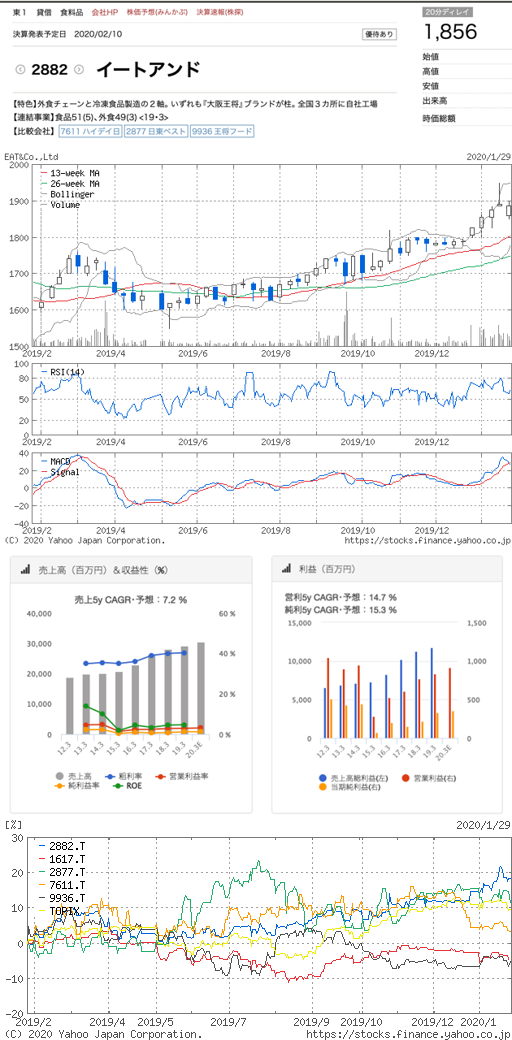 東1 貸借 食料品 会社HP 株価予想(みんかぶ) 決算速報(株探)
20分ディレイ
決算発表予定日 2020/02/10 優待あり
1,856
2882 イートアンド
始値
高値
安値
出来高
時価総額
【特色】外食チェーンと冷凍食品製造の2軸。いずれも『大阪王将』ブランドが柱。全国3カ所に自社工場
【連結事業】食品51(5)、外食49(3) <19・3>
【比較会社】 7611 ハイデイ日 2877 日東ベスト 9936 王将フード
EAT&Co.,Ltd 2020/1/29
2000
1900
1800
1700
1600
1500
13-week MA
26-week MA
Bollinger
Volume
2019/2 2019/4 2019/6 2019/8 2019/10 2019/12
100
80
60
40
20
0
RSI(14)
2019/2 2019/4 2019/6 2019/8 2019/10 2019/12
40
20
0
-20
-40
MACD
Signal
2019/2 2019/4 2019/6 2019/8 2019/10 2019/12
(C) 2020 Yahoo Japan Corporation. https://stocks.finance.yahoo.co.jp
売上高（百万円）＆収益性（%）
売上5y CAGR・予想：7.2 %
40,000
30,000
20,000
10,000
0
60 %
40 %
20 %
0 %
12.3 13.3 14.3 15.3 16.3 17.3 18.3 19.3 20.3E
売上高 粗利率 営業利益率
純利益率 ROE
利益（百万円）
営利5y CAGR・予想：14.7 %
純利5y CAGR・予想：15.3 %
15,000
10,000
5,000
0
1,500
1,000
500
0
12.3 13.3 14.3 15.3 16.3 17.3 18.3 19.3 20.3E
売上高総利益(左) 営業利益(右)
当期純利益(右)
[%] 2020/1/29
30
20
10
0
-10
-20
2882.T
1617.T
2877.T
7611.T
9936.T
TOPIX
2019/2 2019/4 2019/5 2019/7 2019/9 2019/10 2019/12 2020/1
(C) 2020 Yahoo Japan Corporation. https://stocks.finance.yahoo.co.jp